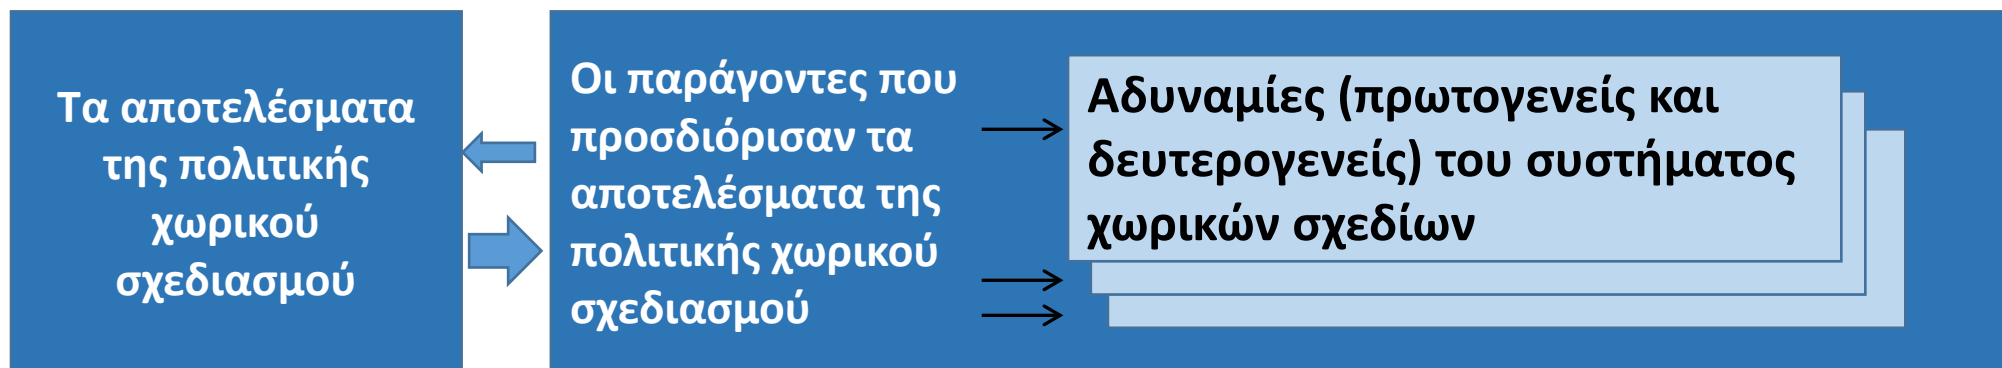 Τα αποτελέσματα
της πολιτικής
χωρικού
σχεδιασμού
Οι παράγοντες που
προσδιόρισαν τα
αποτελέσματα της
πολιτικής χωρικού
σχεδιασμού
Αδυναμίες (πρωτογενείς και
δευτερογενείς) του συστήματος
χωρικών σχεδίων